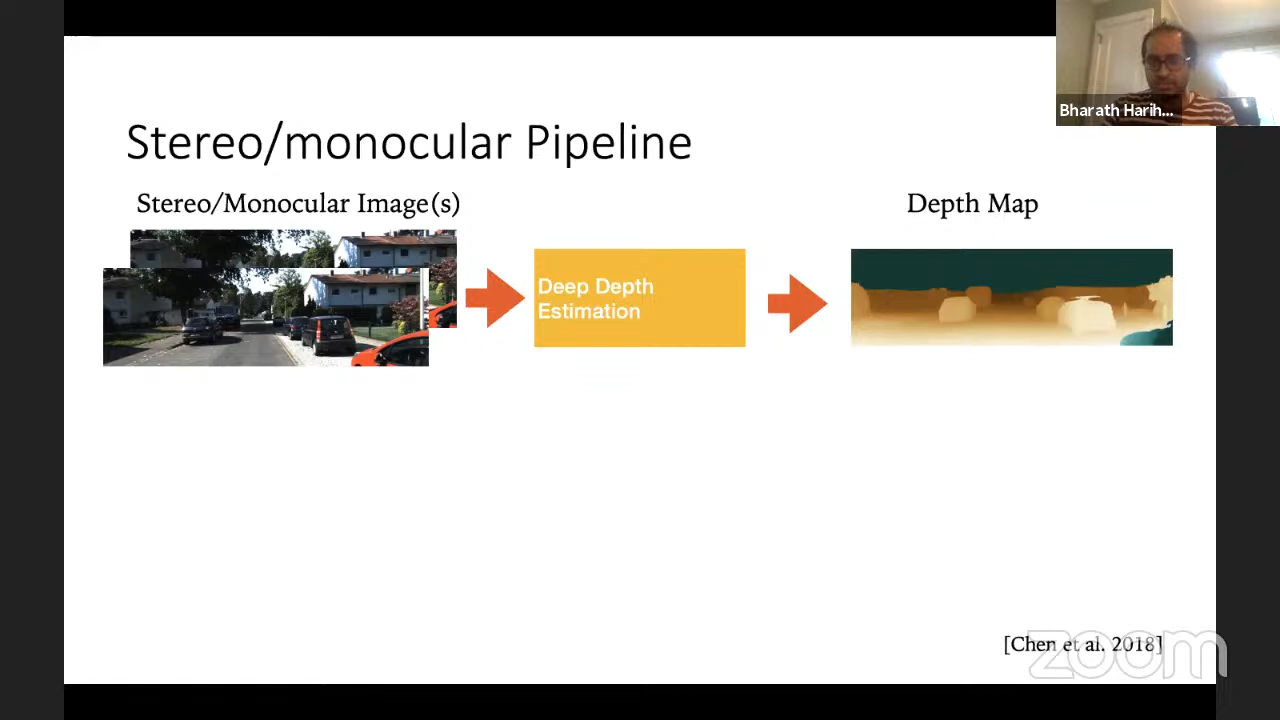 Bharath Harih...
Stereo/monocular Pipeline
Stereo/Monocular Image(s)
Depth Map
Deep Depth
Estimation
[Chen et al. 2018]
zoom